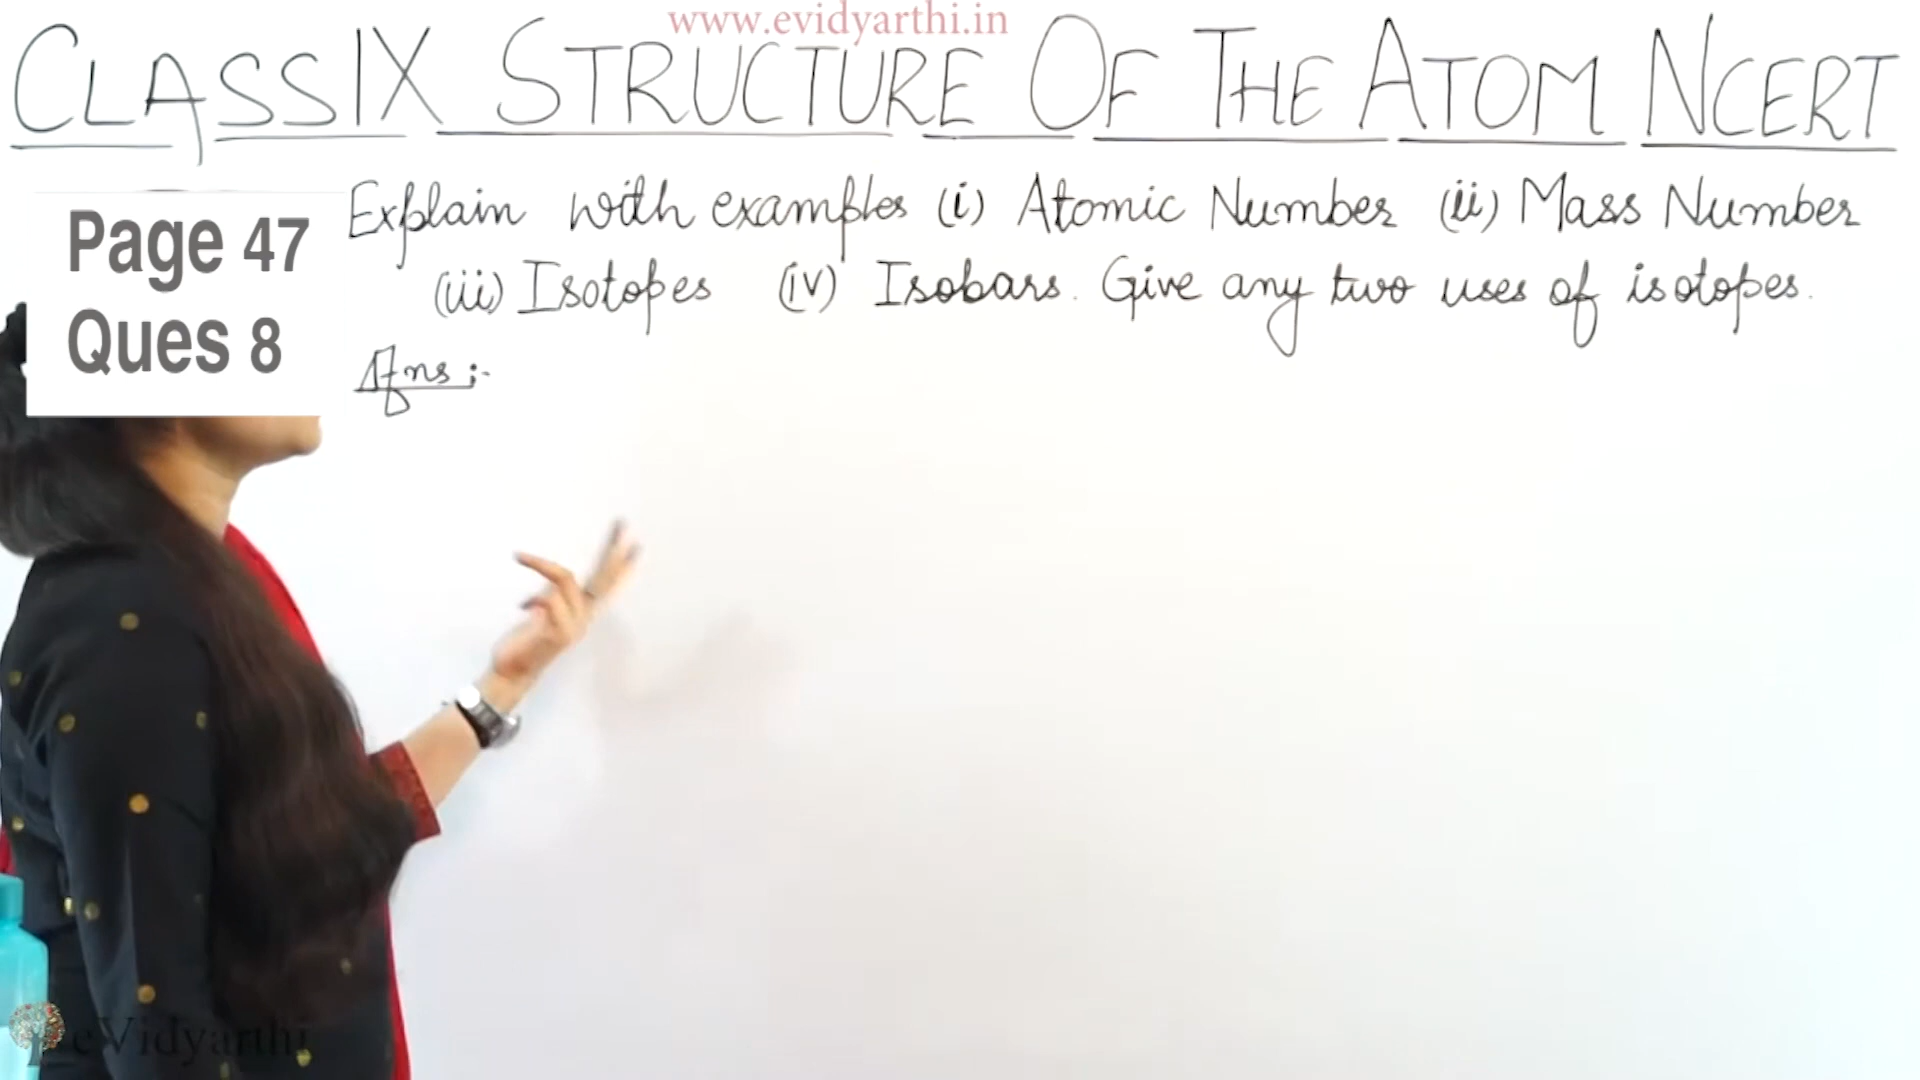 www.evidyarthi.in
CLASS IX STRUCTURE OF THE ATOM NCERT
Page 47
Ques 8
Explain with examples (i) Atomic Number (ii) Mass Number
(iii) Isotopes (iv) Isobars. Give any two uses of isotopes.
Ans :-
eVidyarthi